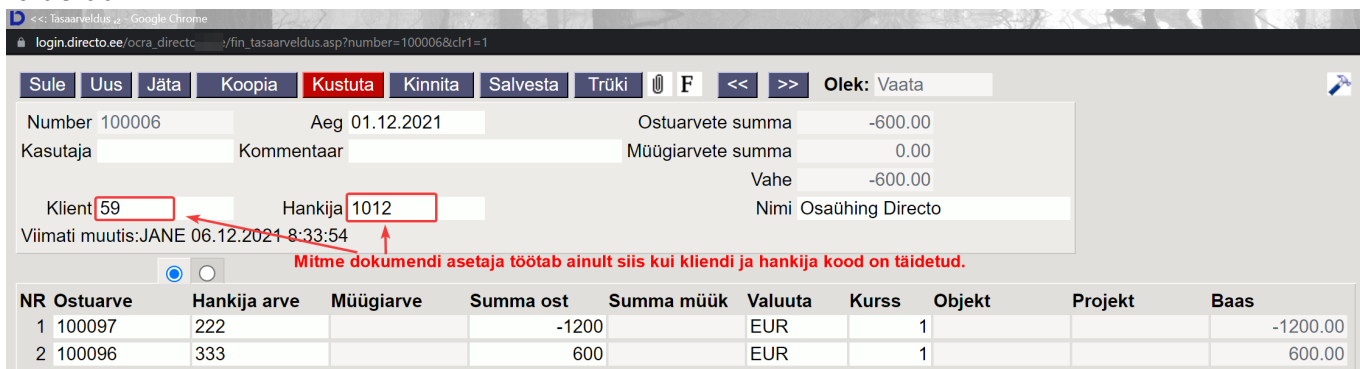 <<: Tasaarveldus - Google Chrome
login.directo.ee/ocra_directo /fin_tasaarveldus.asp?number=100006&clr1=1
Sule Uus Jäta Koopia Kustuta Kinnita Salvesta Trüki F << >> Olek: Vaata
Number 100006 Aeg 01.12.2021 Ostuarvete summa -600.00
Kasutaja Kommentaar Müügiarvete summa 0.00
Vahe -600.00
Klient 59 Hankija 1012 Nimi Osaühing Directo
Viimati muutis:JANE 06.12.2021 8:33:54
Mitme dokumendi asetaja töötab ainult siis kui kliendi ja hankija kood on täidetud.
NR Ostuarve Hankija arve Müügiarve Summa ost Summa müük Valuuta Kurss Objekt Projekt Baas
1 100097 222 -1200 EUR 1 -1200.00
2 100096 333 600 EUR 1 600.00